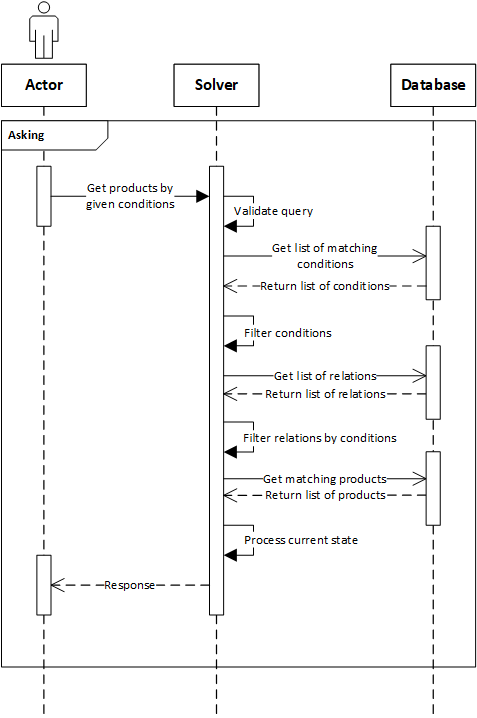 Actor
Solver
Database
Asking
Get products by
given conditions
Validate query
Get list of matching
conditions
Return list of conditions
Filter conditions
Get list of relations
Return list of relations
Filter relations by conditions
Get matching products
Return list of products
Process current state
Response